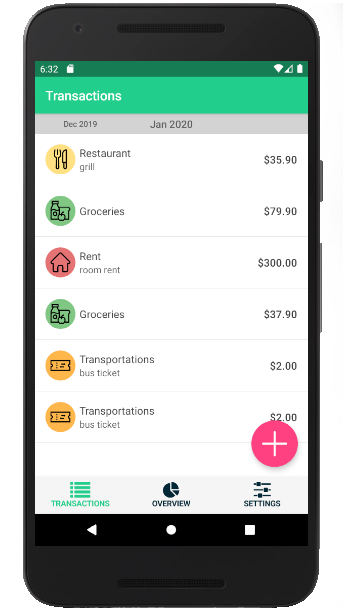 6:32
Transactions
Dec 2019 Jan 2020
Restaurant
grill
$35.90
Groceries
$79.90
Rent
room rent
$300.00
Groceries
$37.90
Transportations
bus ticket
$2.00
Transportations
bus ticket
$2.00
TRANSACTIONS OVERVIEW SETTINGS